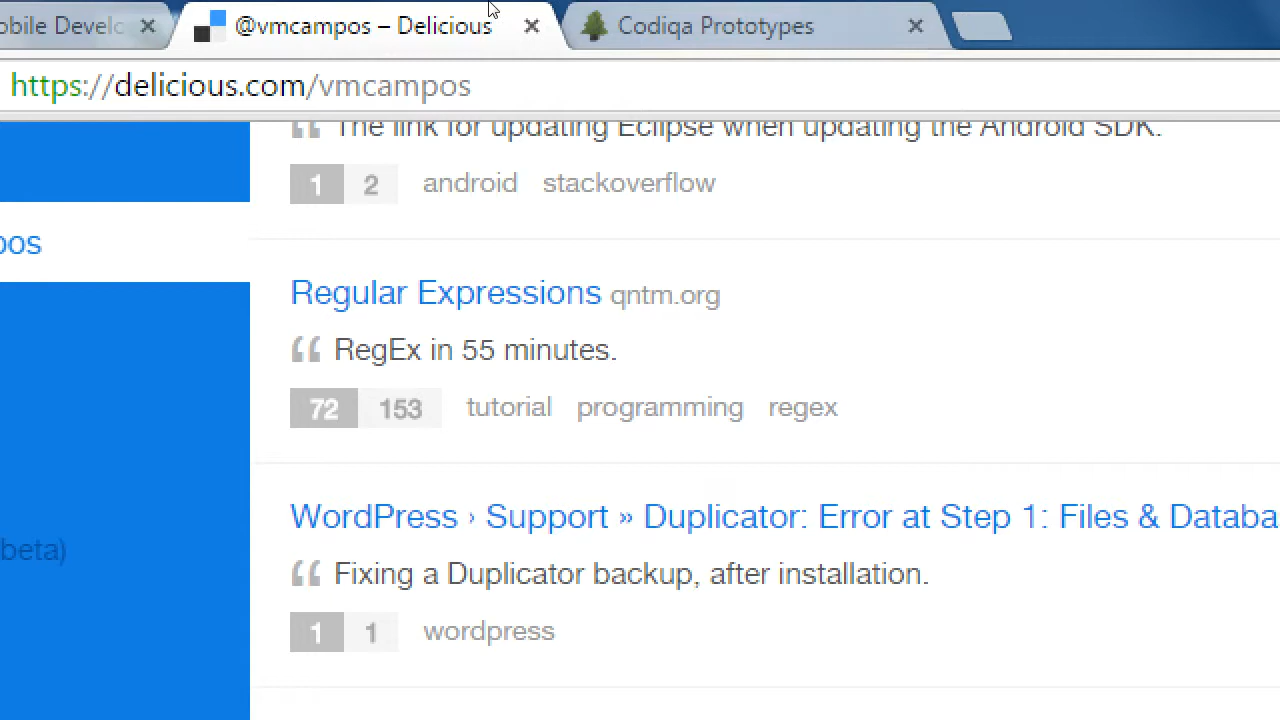 obile Develo
@vmcampos – Delicious
Codiqa Prototypes
https://delicious.com/vmcampos
The link for updating Eclipse when updating the Android SDK.
1 2 android stackoverflow
pos
Regular Expressions qntm.org
RegEx in 55 minutes.
72 153 tutorial programming regex
WordPress › Support » Duplicator: Error at Step 1: Files & Databa
beta)
Fixing a Duplicator backup, after installation.
1 1 wordpress